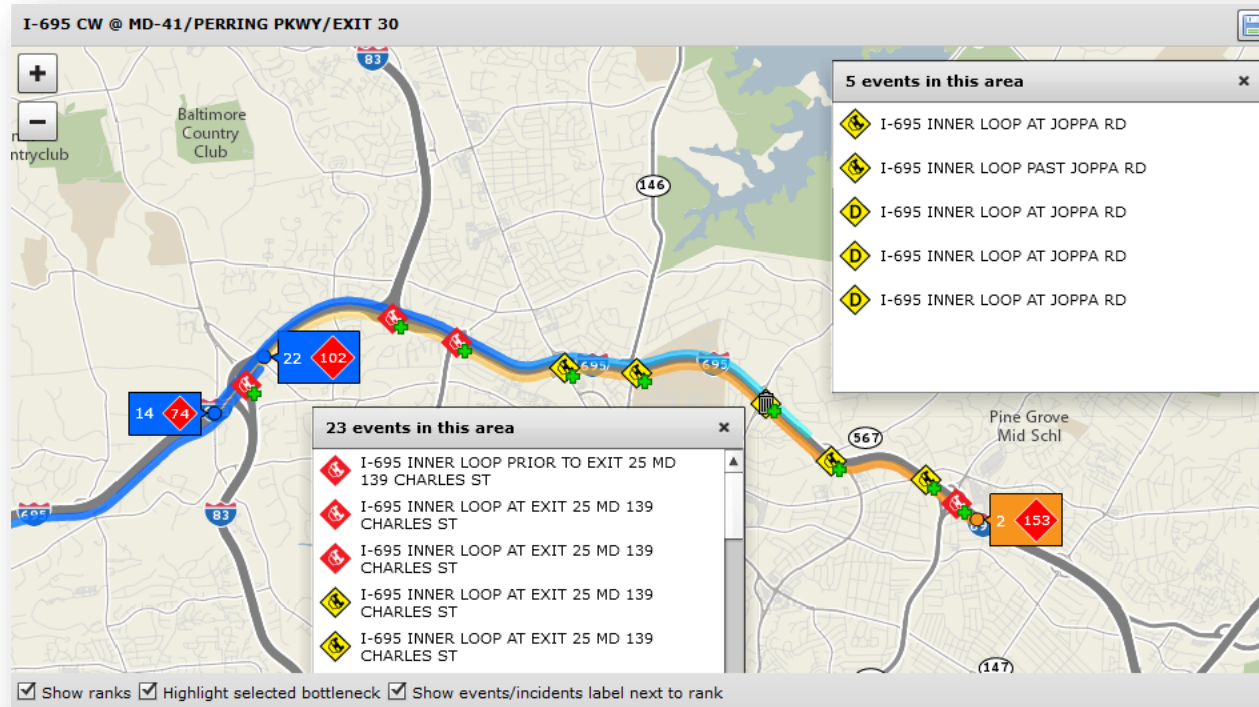 I-695 CW @ MD-41/PERRING PKWY/EXIT 30
83
+
5 events in this area
×
−
Baltimore
Country
Club
ntryclub
I-695 INNER LOOP AT JOPPA RD
I-695 INNER LOOP PAST JOPPA RD
146
D I-695 INNER LOOP AT JOPPA RD
D I-695 INNER LOOP AT JOPPA RD
D I-695 INNER LOOP AT JOPPA RD
22 102
695
695
14 74
Pine Grove
Mid Schl
23 events in this area
×
567
I-695 INNER LOOP PRIOR TO EXIT 25 MD
139 CHARLES ST
I-695 INNER LOOP AT EXIT 25 MD 139
CHARLES ST
I-695 INNER LOOP AT EXIT 25 MD 139
CHARLES ST
I-695 INNER LOOP AT EXIT 25 MD 139
CHARLES ST
I-695 INNER LOOP AT EXIT 25 MD 139
CHARLES ST
695
83
2 153
147
Show ranks Highlight selected bottleneck Show events/incidents label next to rank